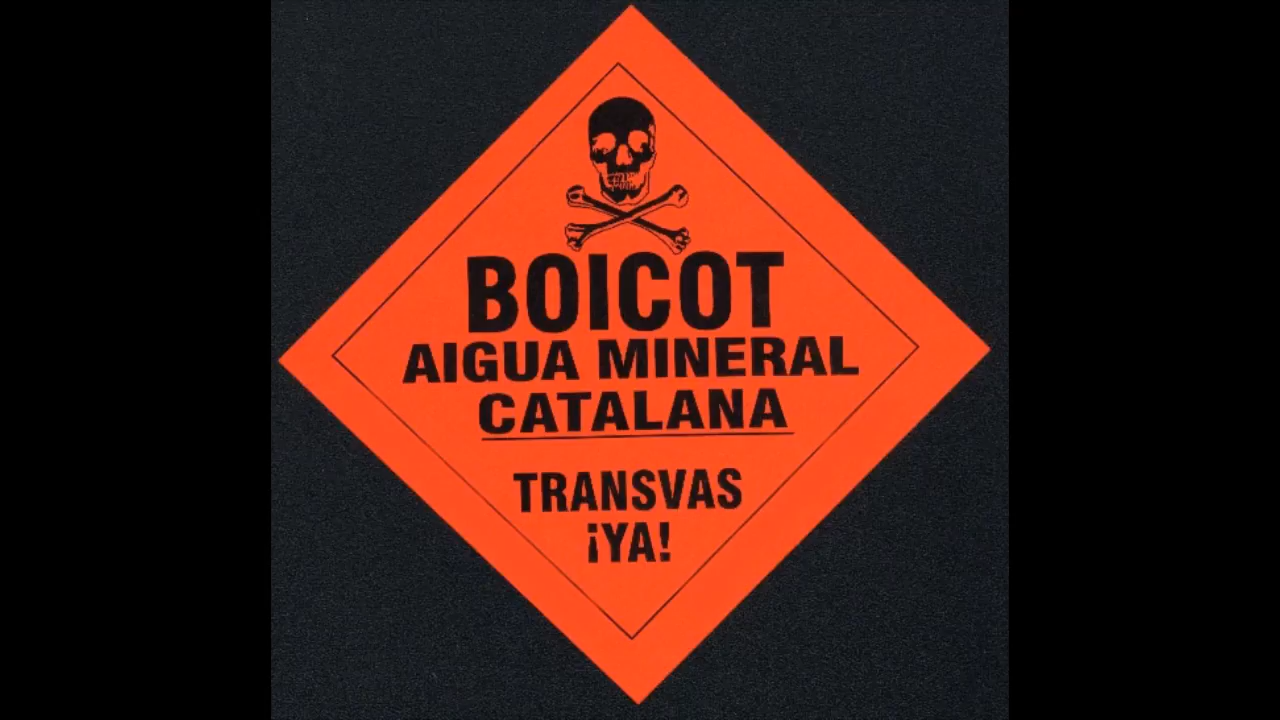 BOICOT
AIGUA MINERAL
CATALANA
TRANSVAS
¡YA!